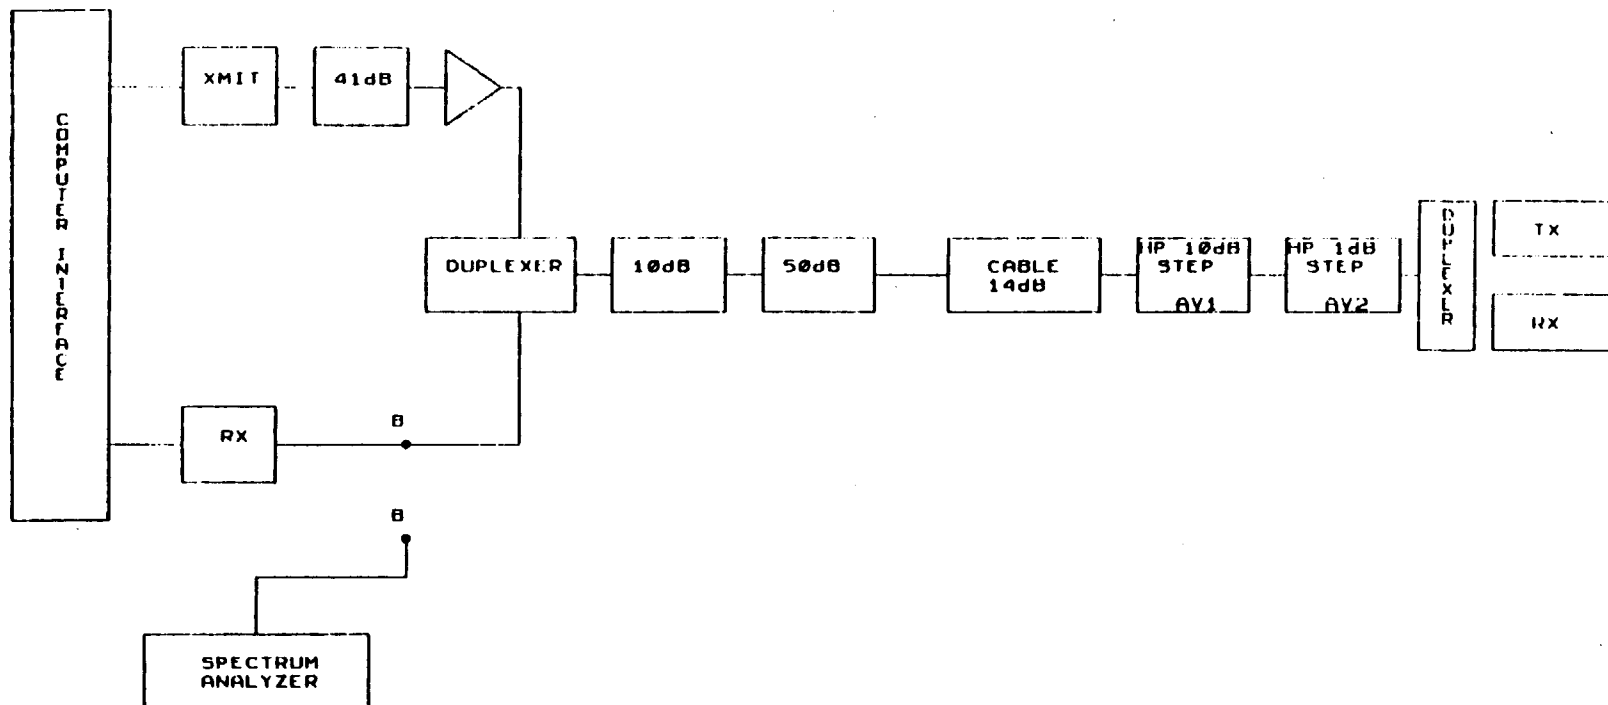 COMPUTER INTERFACE
XMIT
41dB
DUPLEXER
10dB
50dB
CABLE
14dB
HP 10dB
STEP
AV1
HP 1dB
STEP
AV2
DUPLEXER
TX
RX
RX
B
B
SPECTRUM
ANALYZER